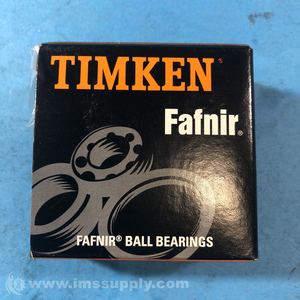 TIMKEN®
Fafnir®
FAFNIR® BALL BEARINGS
© www.imssupply.com